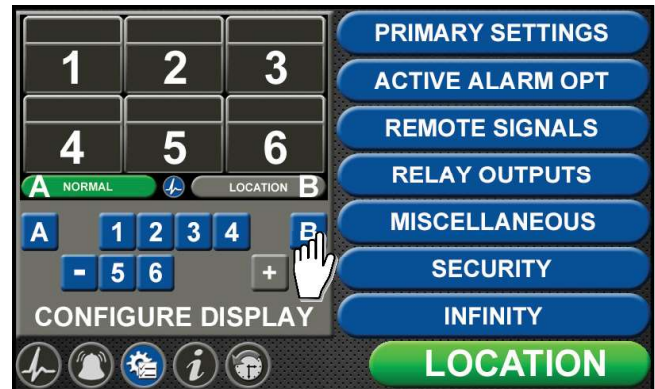 1 2 3
4 5 6
A NORMAL LOCATION B
A 1 2 3 4 B
- 5 6 +
CONFIGURE DISPLAY
PRIMARY SETTINGS
ACTIVE ALARM OPT
REMOTE SIGNALS
RELAY OUTPUTS
MISCELLANEOUS
SECURITY
INFINITY
i
LOCATION